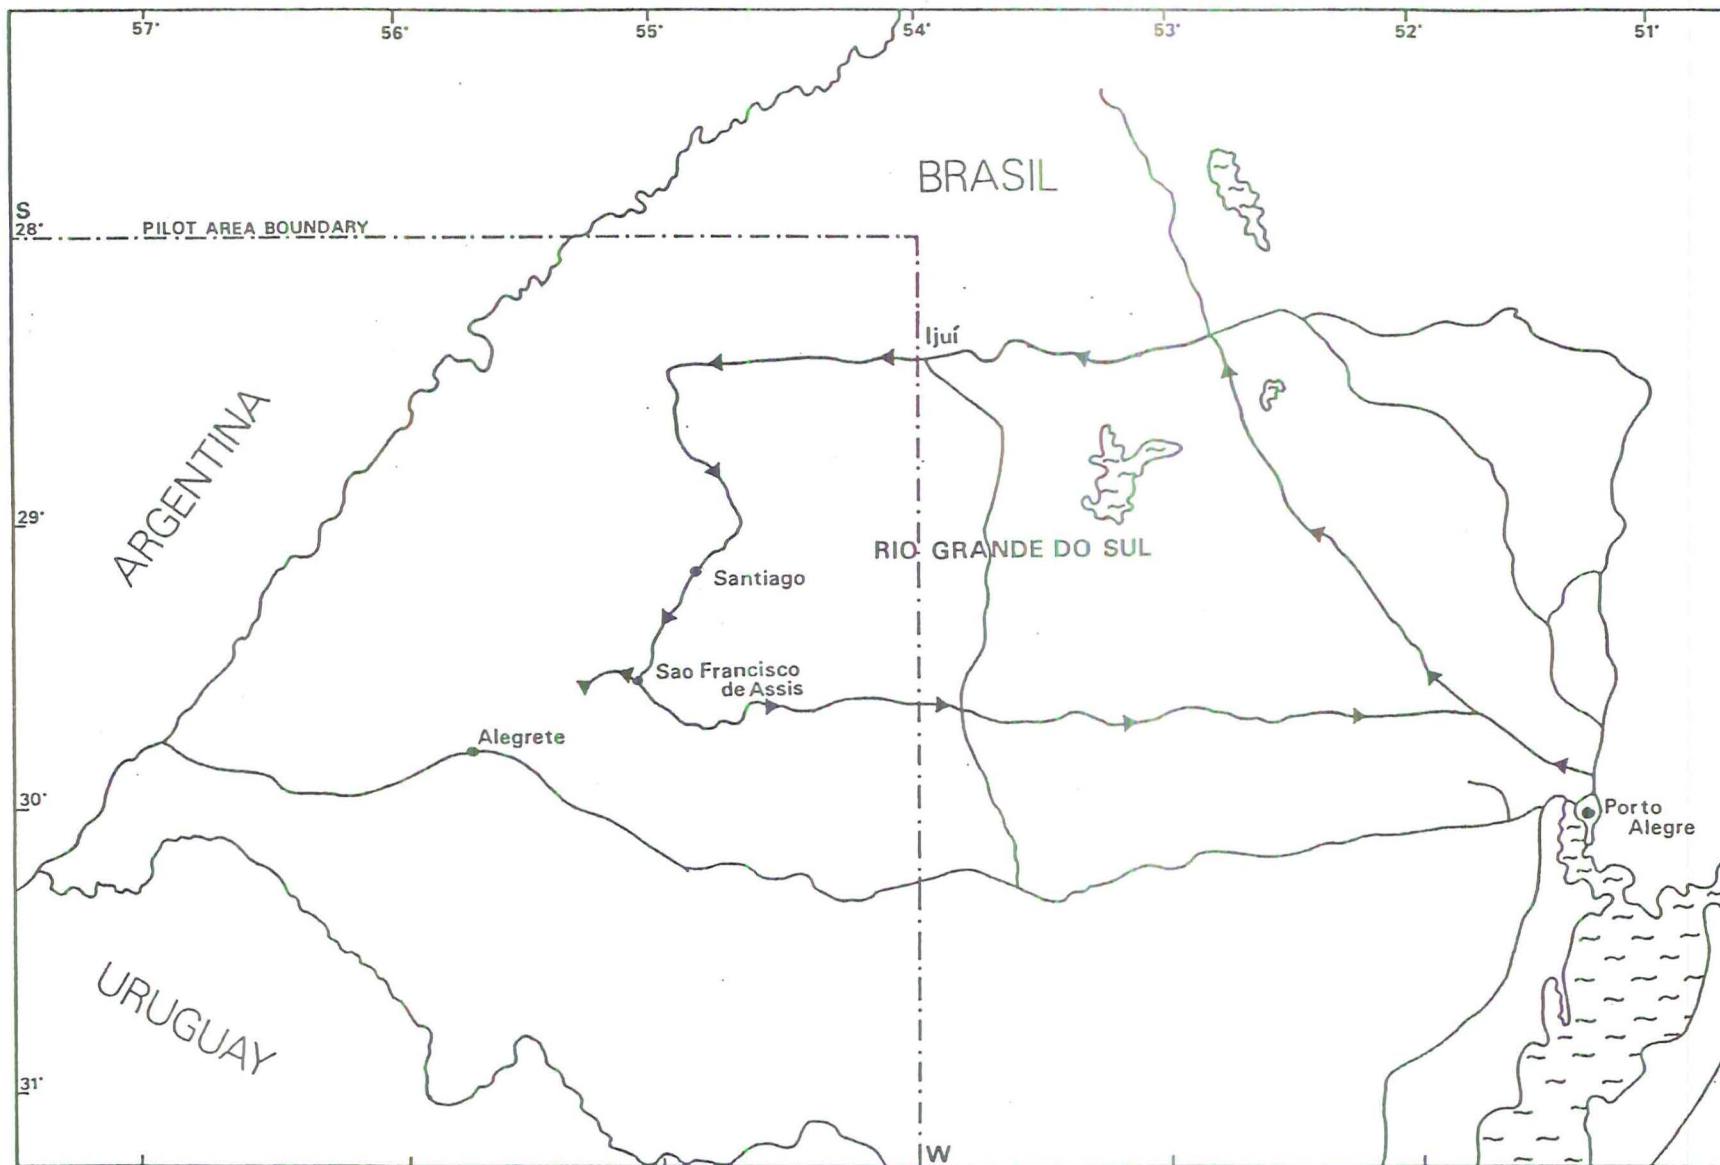 57°
56°
55°
54°
53°
52°
51°
BRASIL
S
28°
PILOT AREA BOUNDARY
Ijuí
ARGENTINA
29°
RIO GRANDE DO SUL
Santiago
Sao Francisco
de Assis
Alegrete
30°
Porto
Alegre
URUGUAY
31°
W